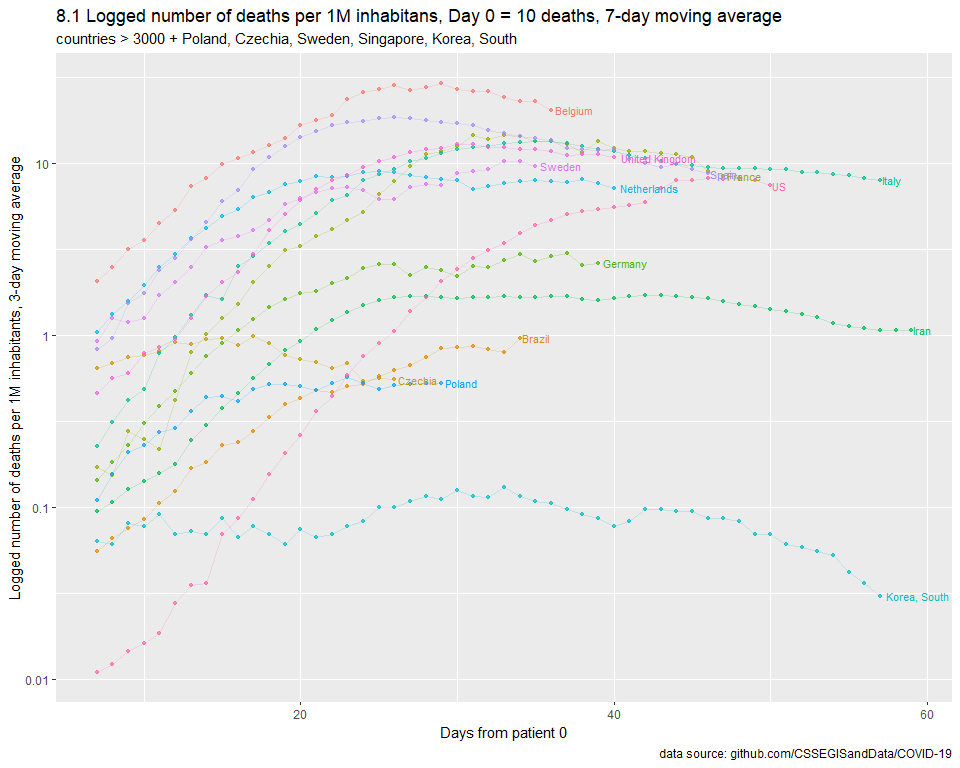 8.1 Logged number of deaths per 1M inhabitans, Day 0 = 10 deaths, 7-day moving average
countries > 3000 + Poland, Czechia, Sweden, Singapore, Korea, South
Logged number of deaths per 1M inhabitants, 3-day moving average
10
1
0.1
0.01
Belgium
United Kingdom
Sweden
Spain
France
Italy
US
Netherlands
Germany
Iran
Brazil
Czechia
Poland
Korea, South
20
40
60
Days from patient 0
data source: github.com/CSSEGISandData/COVID-19